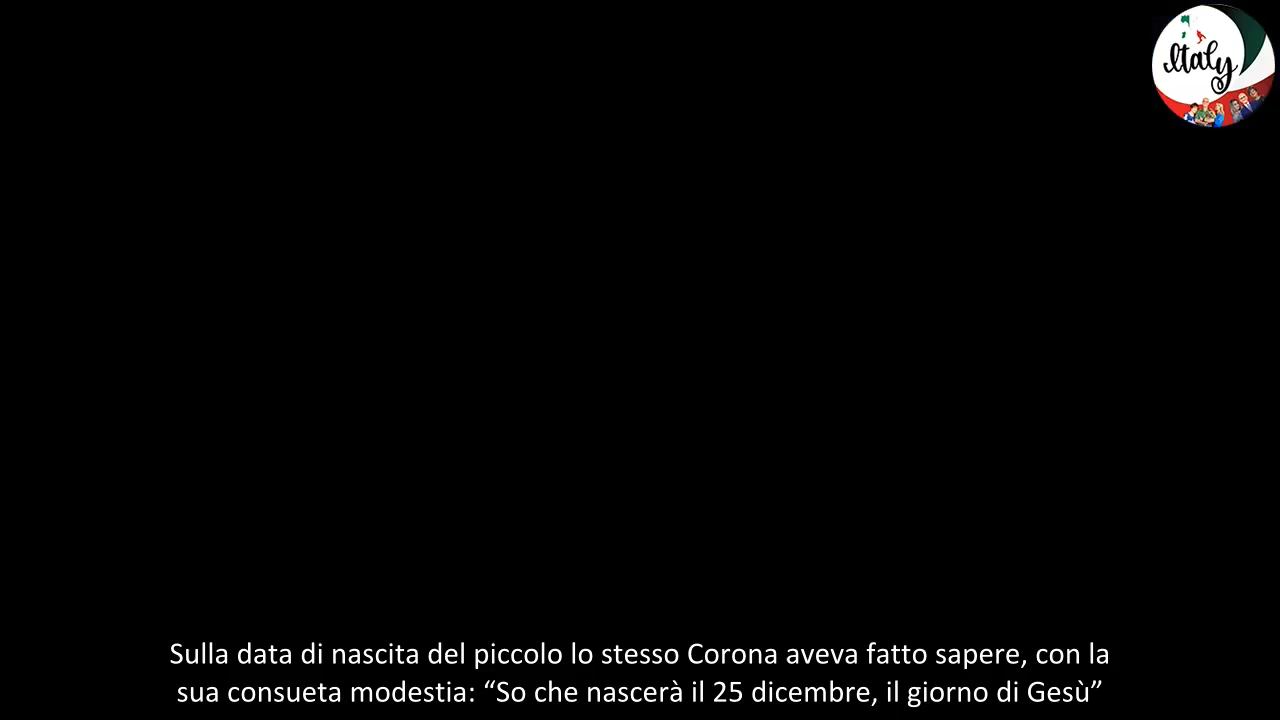 Italy
Sulla data di nascita del piccolo lo stesso Corona aveva fatto sapere, con la
sua consueta modestia: “So che nascerà il 25 dicembre, il giorno di Gesù”